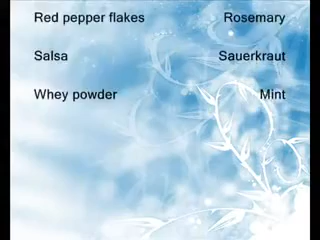 Red pepper flakes Rosemary
Salsa Sauerkraut
Whey powder Mint